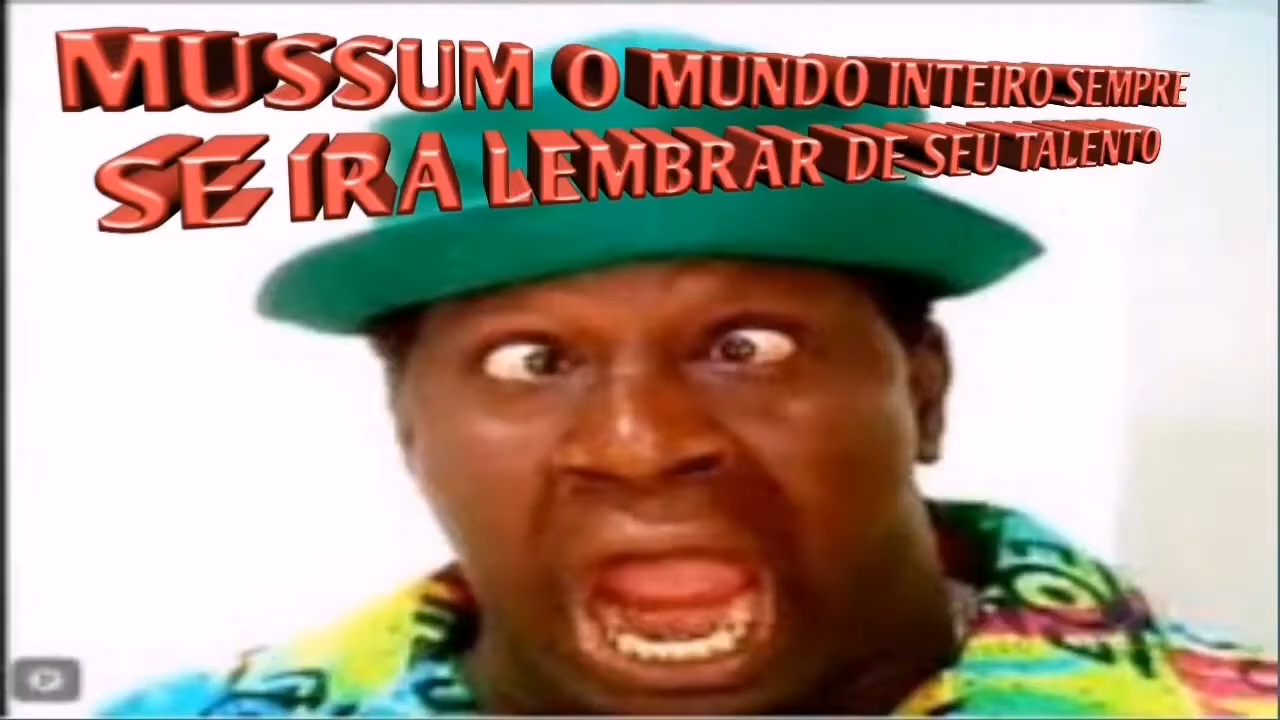 MUSSUM O MUNDO INTEIRO SEMPRE
SE IRA LEMBRAR DE SEU TALENTO